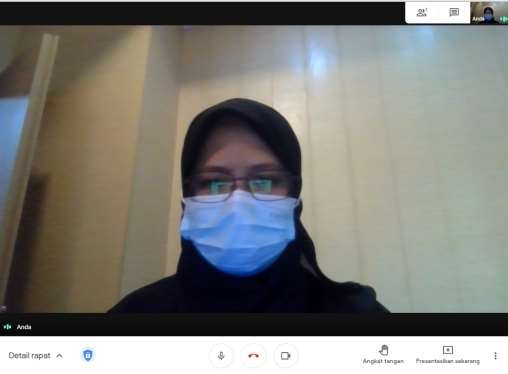 Anda
Anda
Detail rapat
Angkat tangan
Presentasikan sekarang